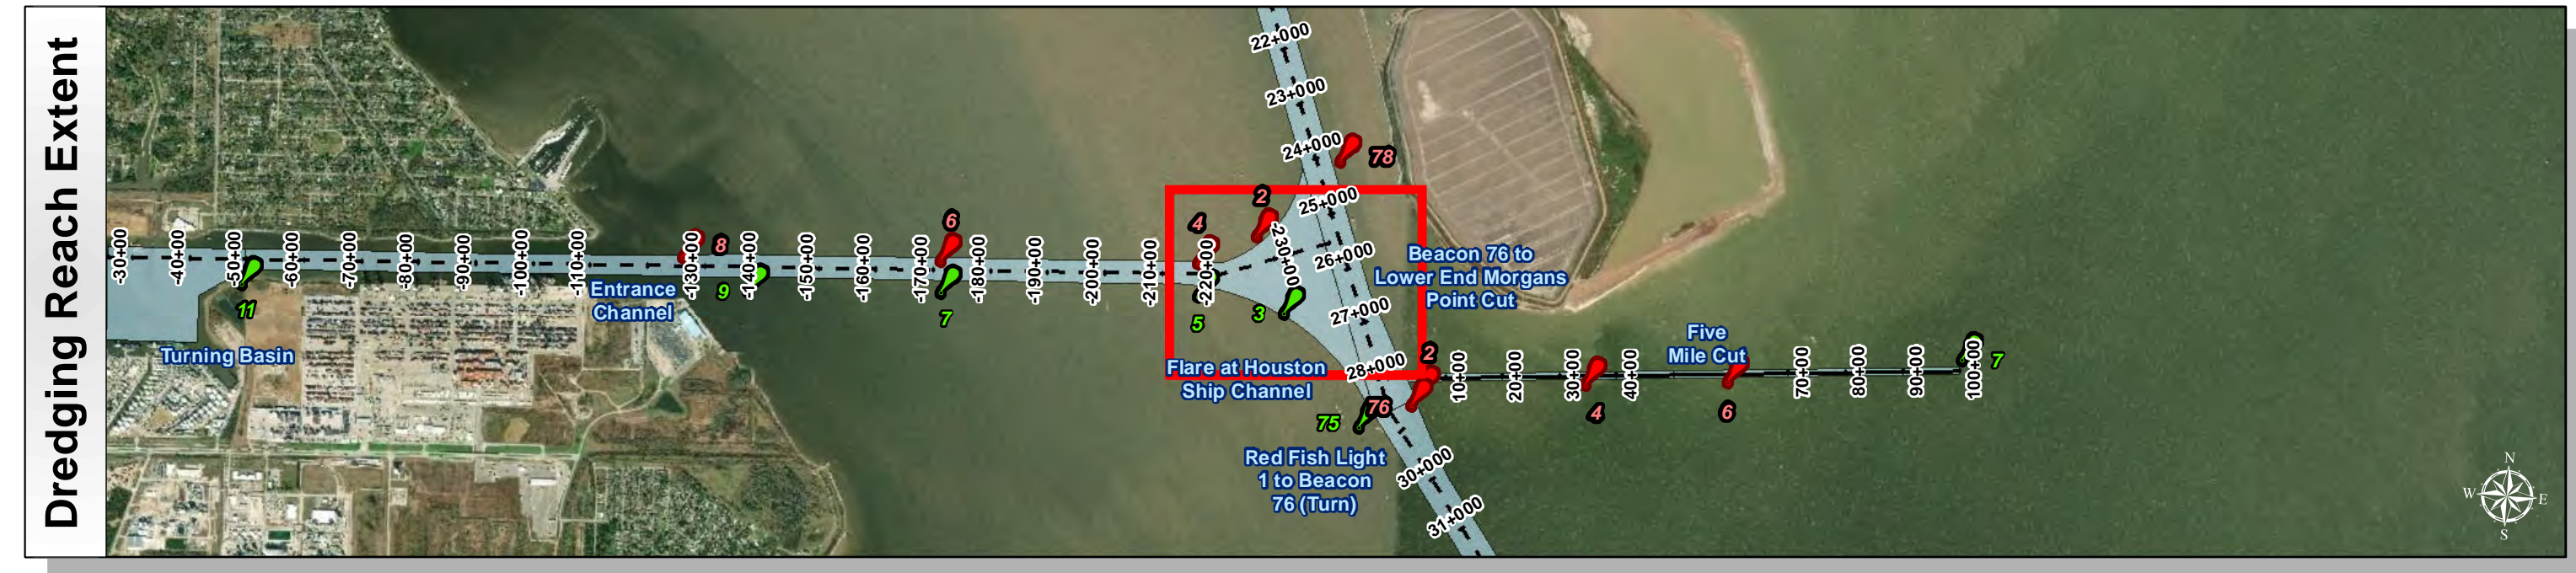 Dredging Reach Extent
22+000
23+000
24+000
78
2
25+000
4
6
8
-30+00
-40+00
-50+00
-60+00
-70+00
-80+00
-90+00
-100+00
-110+00
-130+00
-140+00
-150+00
-160+00
-170+00
-180+00
-190+00
-200+00
-210+00
-220+00
-230+00
26+000
Beacon 76 to
Lower End Morgans
Point Cut
Entrance
Channel
9
11
7
5
3
27+000
Turning Basin
Flare at Houston
Ship Channel
28+000
2
10+00
20+00
30+00
40+00
Five
Mile Cut
70+00
80+00
90+00
100+00
7
4
6
76
75
Red Fish Light
1 to Beacon
76 (Turn)
30+000
31+000
N
W
E
S